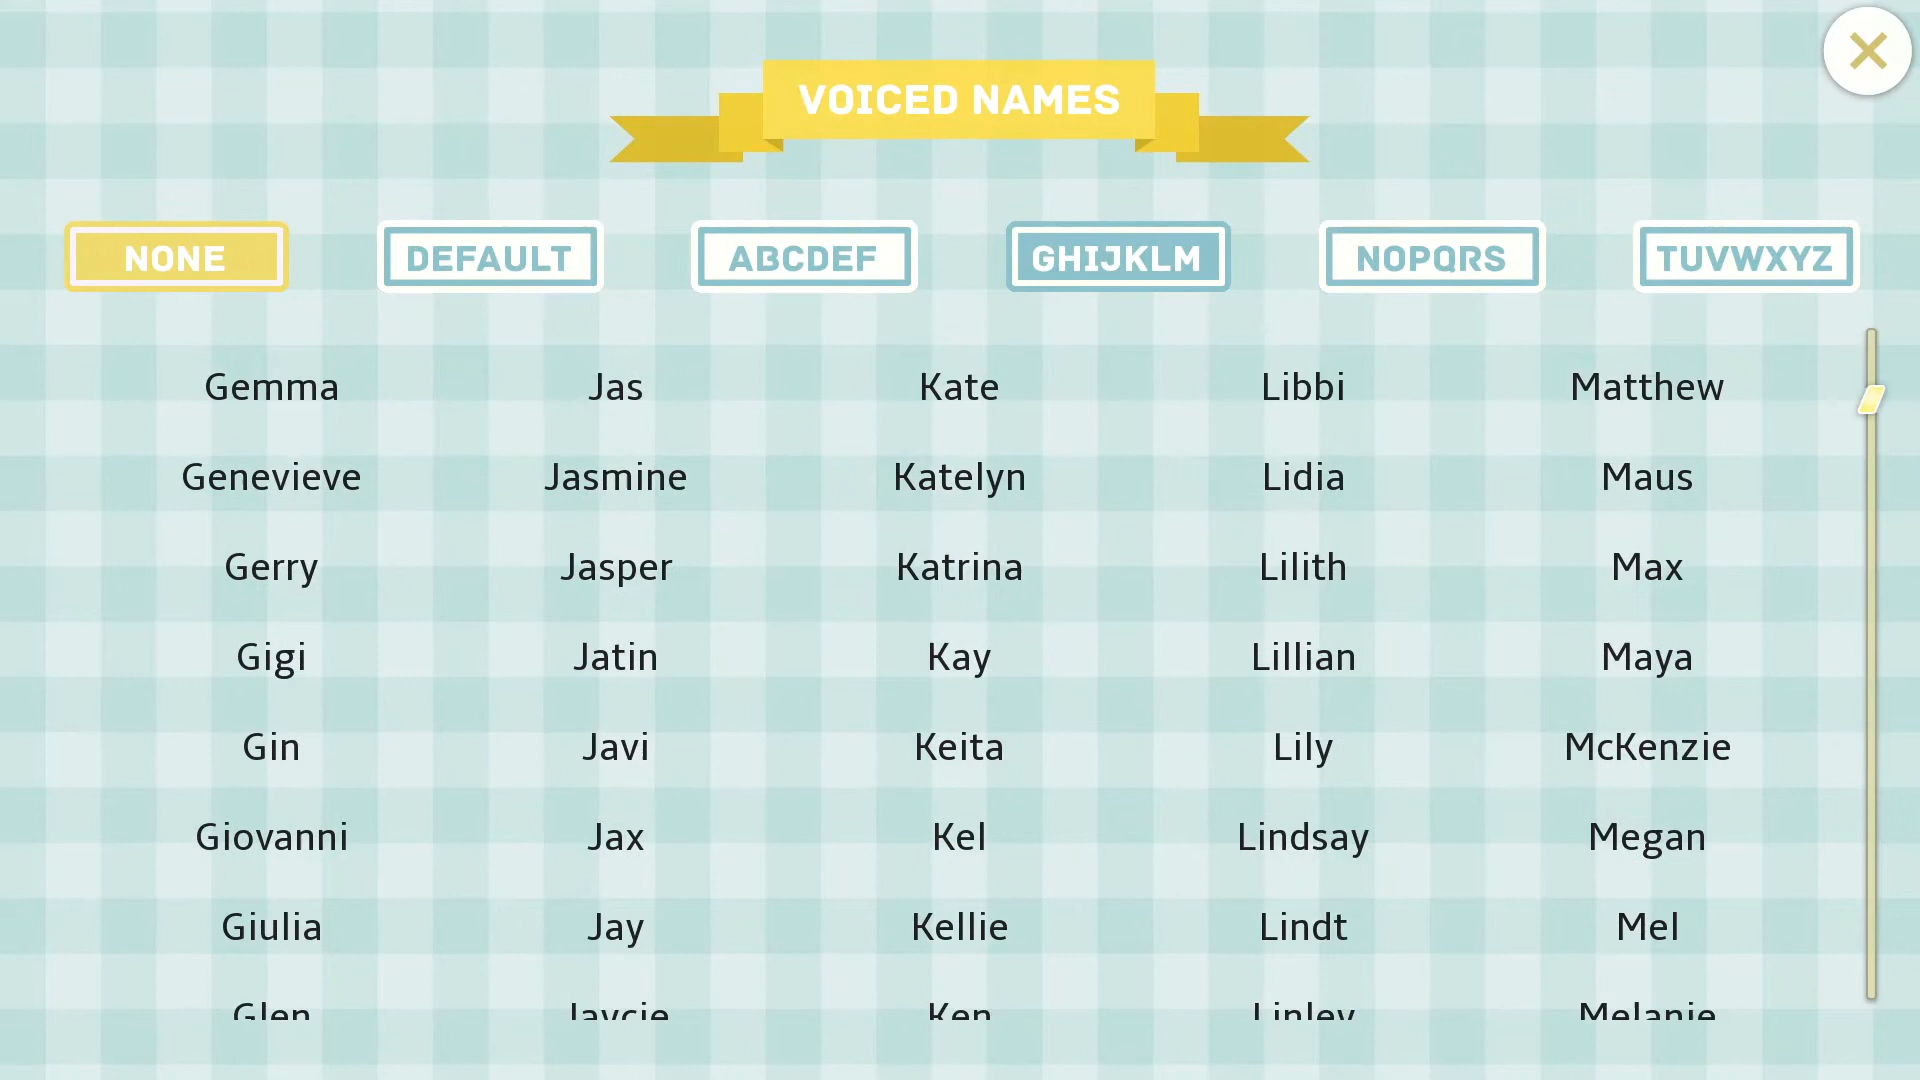 VOICED NAMES
NONE DEFAULT ABCDEF GHIJKLM NOPQRS TUVWXYZ
Gemma Jas Kate Libbi Matthew
Genevieve Jasmine Katelyn Lidia Maus
Gerry Jasper Katrina Lilith Max
Gigi Jatin Kay Lillian Maya
Gin Javi Keita Lily McKenzie
Giovanni Jax Kel Lindsay Megan
Giulia Jay Kellie Lindt Mel
Glen Jaycie Ken Linley Melanie